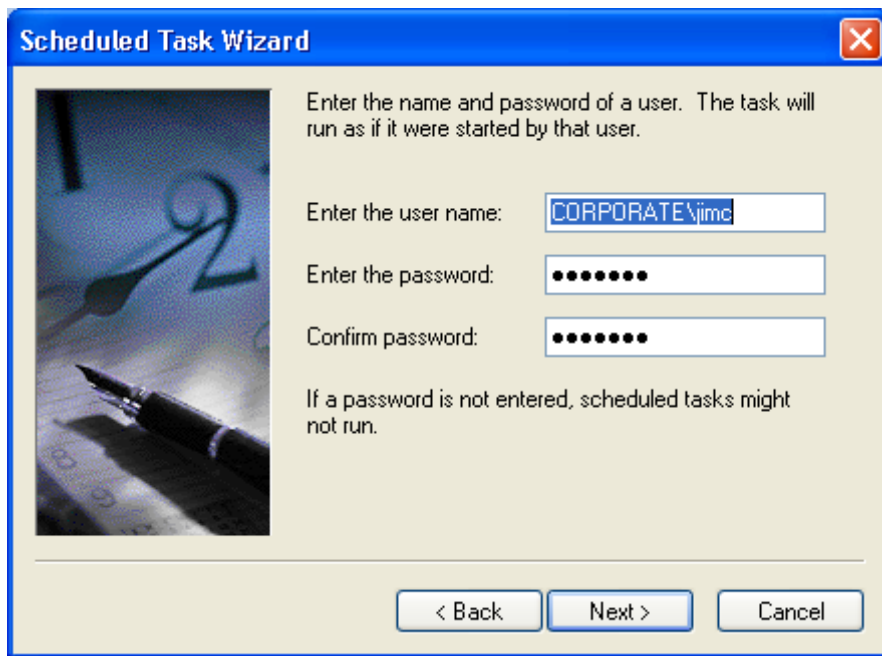 Scheduled Task Wizard
Enter the name and password of a user.  The task will
run as if it were started by that user.
Enter the user name:
CORPORATE\jimc
Enter the password:
●●●●●●●
Confirm password:
●●●●●●●
If a password is not entered, scheduled tasks might
not run.
< Back
Next >
Cancel